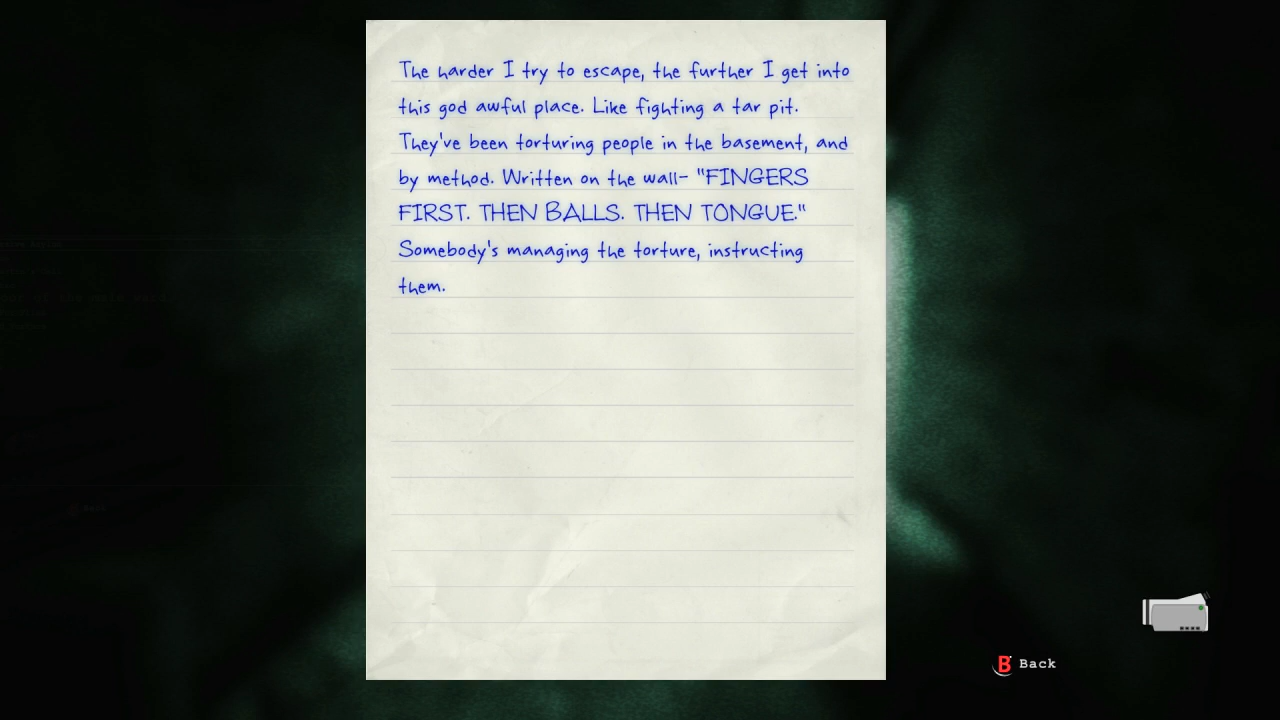 The harder I try to escape, the further I get into
this god awful place. Like fighting a tar pit.
They've been torturing people in the basement, and
by method. Written on the wall- "FINGERS
FIRST. THEN BALLS. THEN TONGUE."
Somebody's managing the torture, instructing
them.
B Back